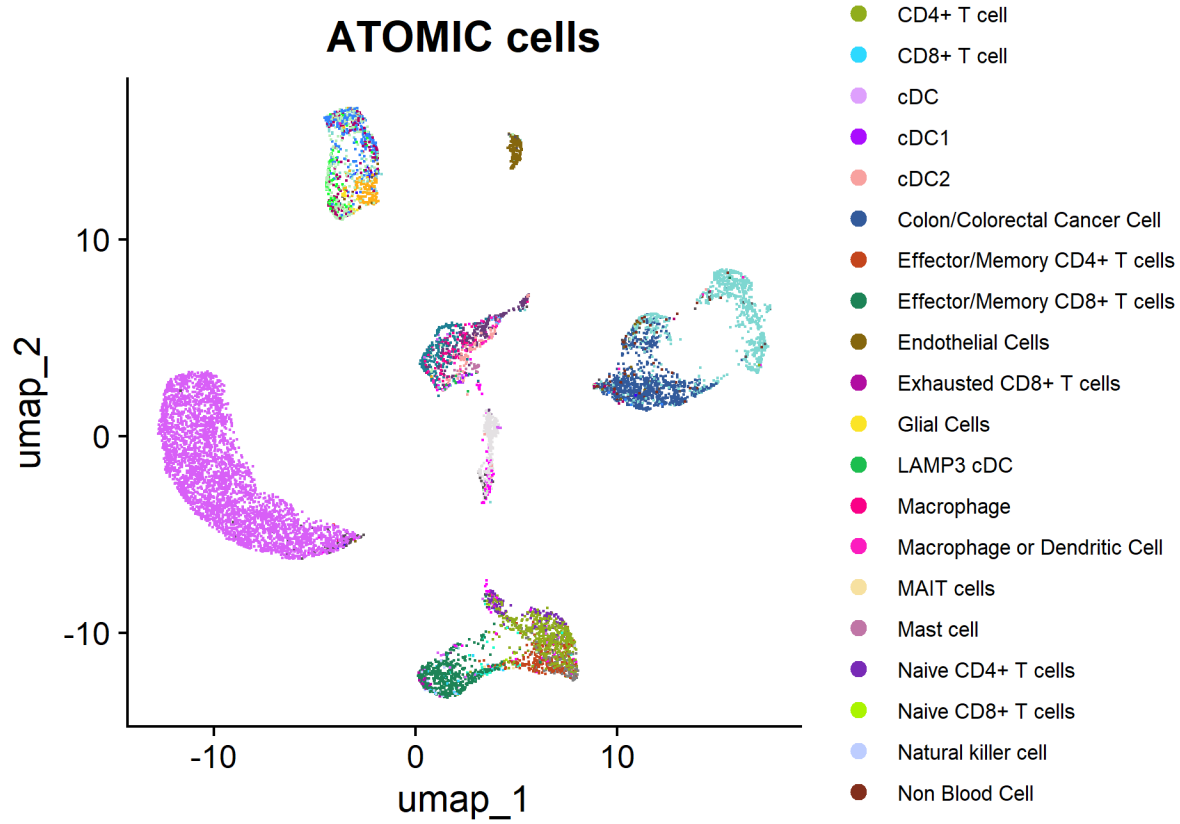 ATOMIC cells
CD4+ T cell
CD8+ T cell
cDC
cDC1
cDC2
Colon/Colorectal Cancer Cell
Effector/Memory CD4+ T cells
Effector/Memory CD8+ T cells
Endothelial Cells
Exhausted CD8+ T cells
Glial Cells
LAMP3 cDC
Macrophage
Macrophage or Dendritic Cell
MAIT cells
Mast cell
Naive CD4+ T cells
Naive CD8+ T cells
Natural killer cell
Non Blood Cell
umap_2
10
0
-10
-10
0
10
umap_1